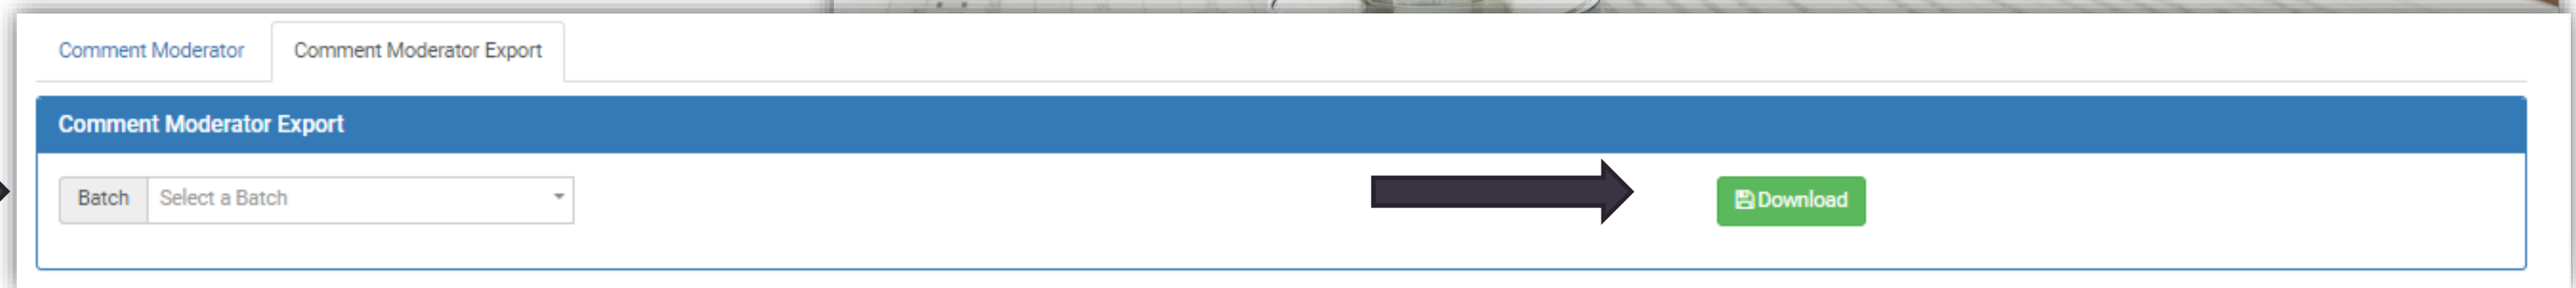 Comment Moderator
Comment Moderator Export
Comment Moderator Export
Batch
Select a Batch
Download